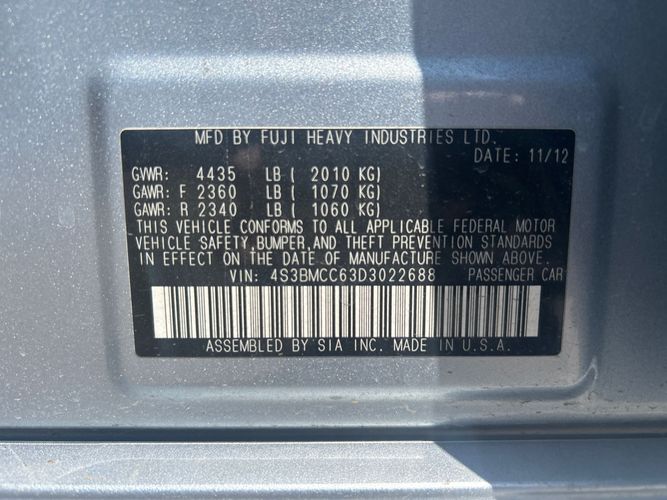 MFD BY FUJI HEAVY INDUSTRIES LTD.
DATE: 11/12
GVWR: 4435 LB ( 2010 KG)
GAWR: F 2360 LB ( 1070 KG)
GAWR: R 2340 LB ( 1060 KG)
THIS VEHICLE CONFORMS TO ALL APPLICABLE FEDERAL MOTOR
VEHICLE SAFETY,BUMPER,AND THEFT PREVENTION STANDARDS
IN EFFECT ON THE DATE OF MANUFACTURE SHOWN ABOVE.
VIN: 4S3BMCC63D3022688 PASSENGER CAR
ASSEMBLED BY SIA INC. MADE IN U.S.A.